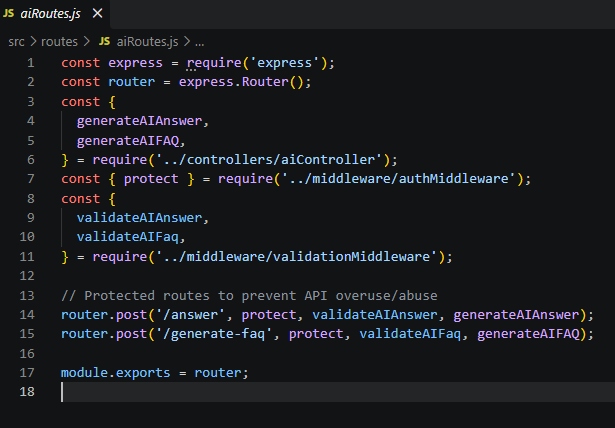 JS aiRoutes.js ×
src > routes > JS aiRoutes.js > ...
1 const express = require('express');
2 const router = express.Router();
3 const {
4 generateAIAnswer,
5 generateAIFAQ,
6 } = require('../controllers/aiController');
7 const { protect } = require('../middleware/authMiddleware');
8 const {
9 validateAIAnswer,
10 validateAIFaq,
11 } = require('../middleware/validationMiddleware');
12
13 // Protected routes to prevent API overuse/abuse
14 router.post('/answer', protect, validateAIAnswer, generateAIAnswer);
15 router.post('/generate-faq', protect, validateAIFaq, generateAIFAQ);
16
17 module.exports = router;
18